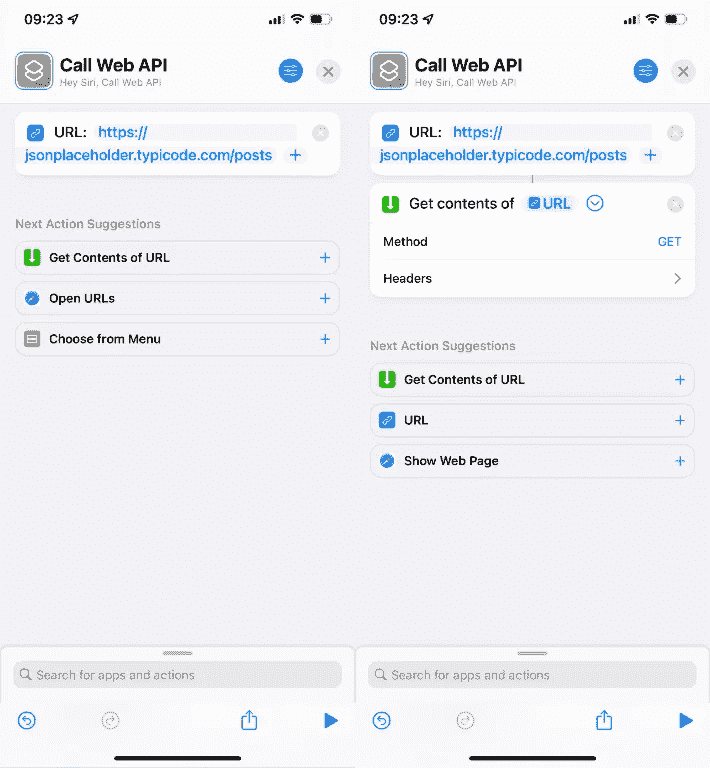 09:23
Call Web API
Hey Siri, Call Web API
URL: https://
jsonplaceholder.typicode.com/posts
Next Action Suggestions
Get Contents of URL
Open URLs
Choose from Menu
Search for apps and actions
09:23
Call Web API
Hey Siri, Call Web API
URL: https://
jsonplaceholder.typicode.com/posts
Get contents of URL
Method GET
Headers
Next Action Suggestions
Get Contents of URL
URL
Show Web Page
Search for apps and actions